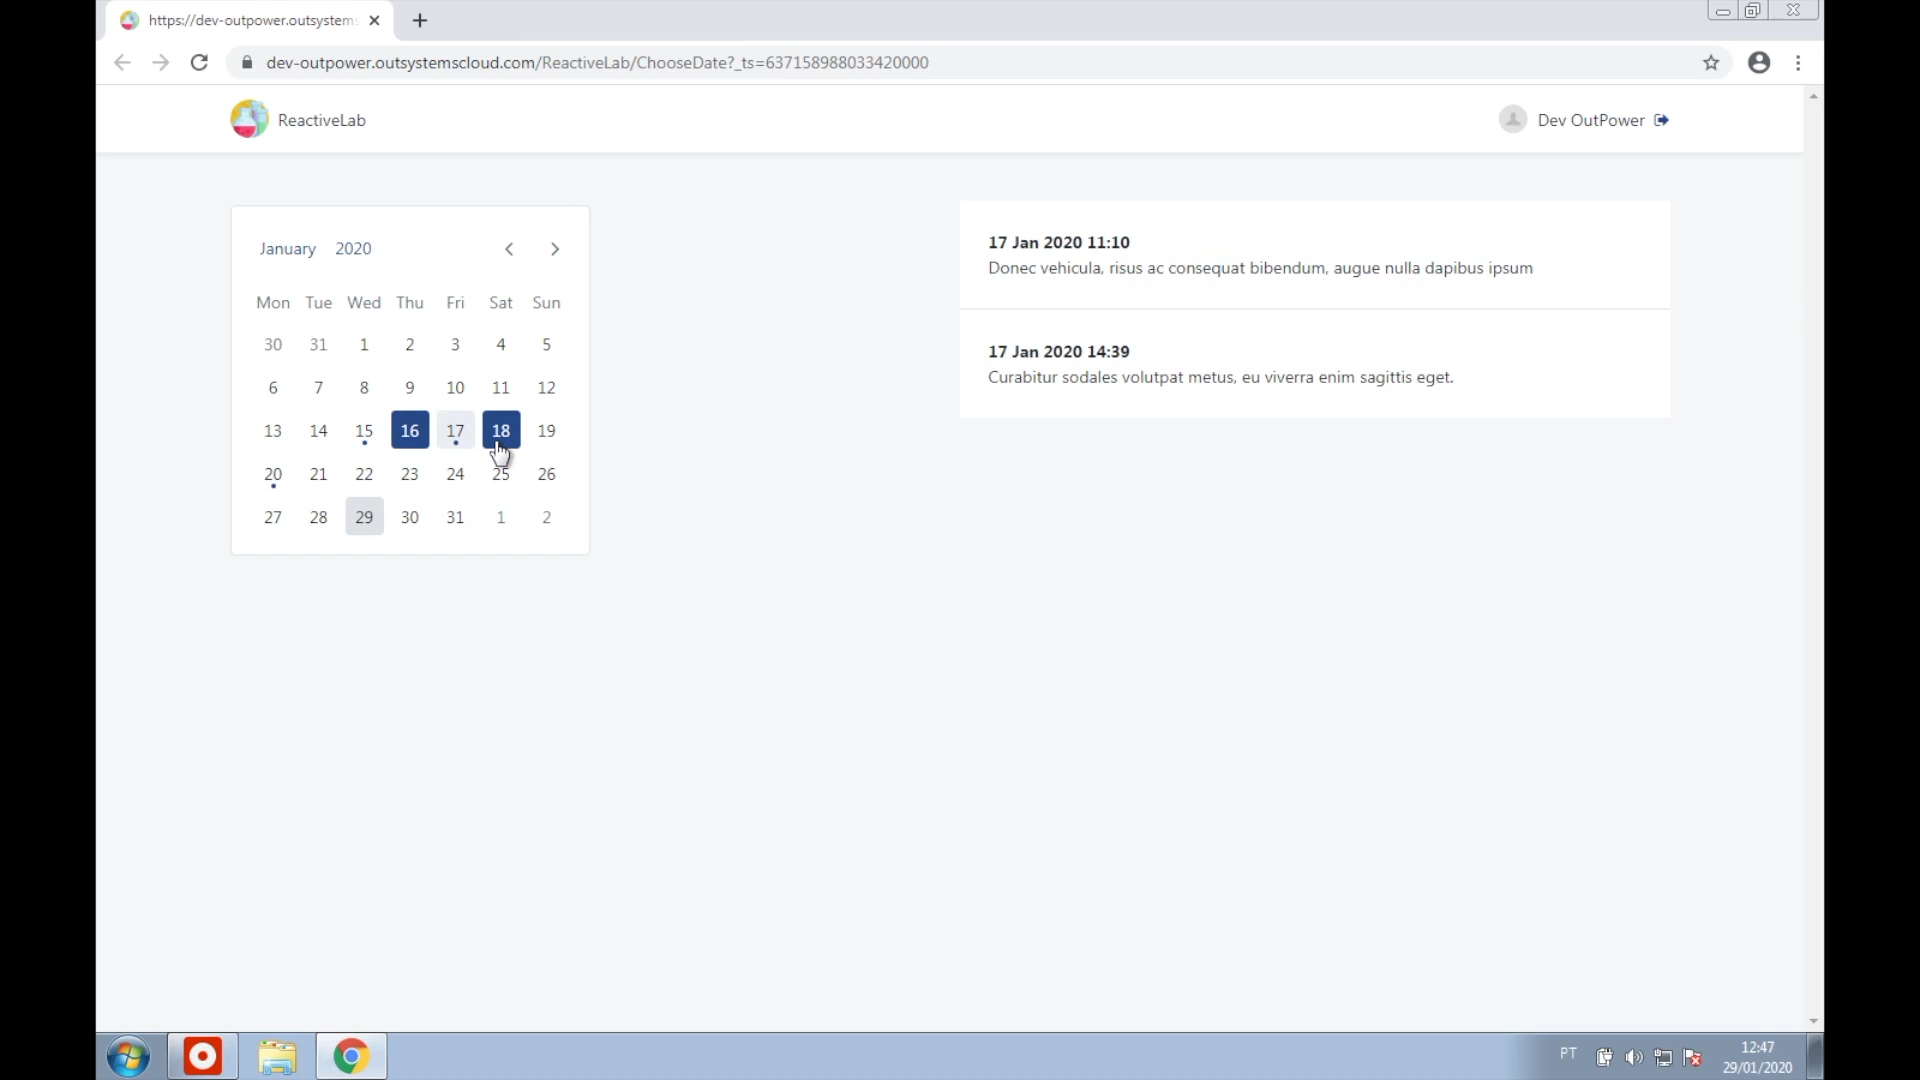 https://dev-outpower.outsystems
dev-outpower.outsystemscloud.com/ReactiveLab/ChooseDate?_ts=637158988033420000
ReactiveLab
Dev OutPower
January 2020
Mon Tue Wed Thu Fri Sat Sun
30 31 1 2 3 4 5
6 7 8 9 10 11 12
13 14 15 16 17 18 19
20 21 22 23 24 25 26
27 28 29 30 31 1 2
17 Jan 2020 11:10
Donec vehicula, risus ac consequat bibendum, augue nulla dapibus ipsum
17 Jan 2020 14:39
Curabitur sodales volutpat metus, eu viverra enim sagittis eget.
PT
12:47
29/01/2020